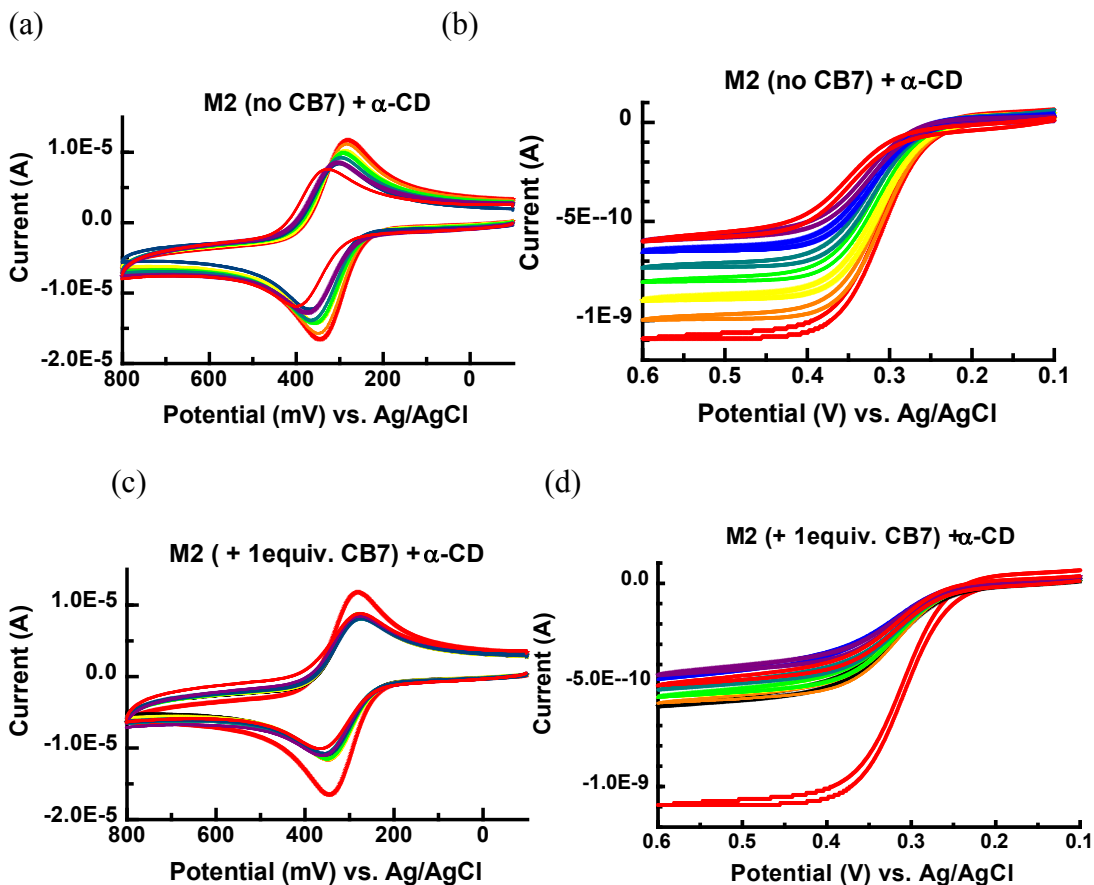 (a)
(b)
M2 (no CB7) + α-CD
Current (A)
1.0E-5
0.0
-1.0E-5
-2.0E-5
800
600
400
200
0
Potential (mV) vs. Ag/AgCl
M2 (no CB7) + α-CD
Current (A)
0
-5E--10
-1E-9
0.6
0.5
0.4
0.3
0.2
0.1
Potential (V) vs. Ag/AgCl
(c)
(d)
M2 ( + 1equiv. CB7) + α-CD
Current (A)
1.0E-5
0.0
-1.0E-5
-2.0E-5
800
600
400
200
0
Potential (mV) vs. Ag/AgCl
M2 (+ 1equiv. CB7) +α-CD
Current (A)
0.0
-5.0E-10
-1.0E-9
0.6
0.5
0.4
0.3
0.2
0.1
Potential (V) vs. Ag/AgCl